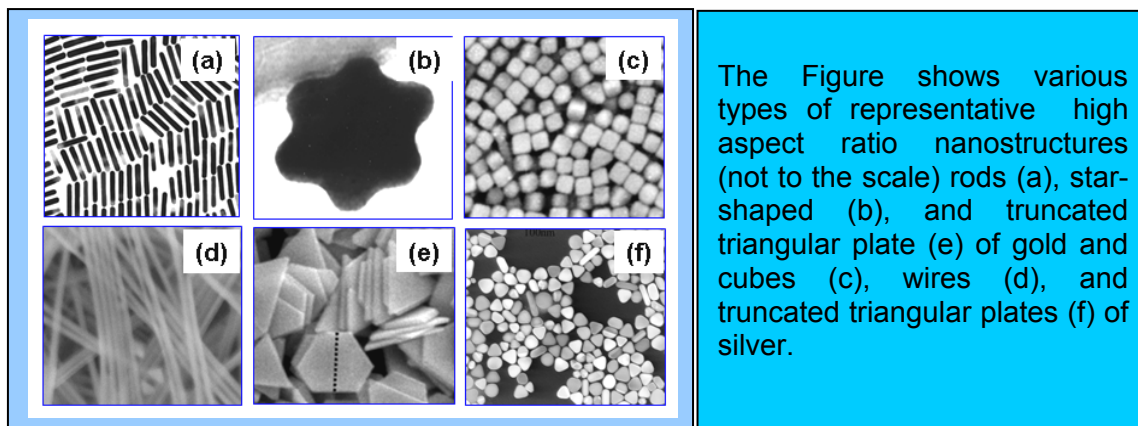 (a)
(b)
(c)
(d)
(e)
(f)
100nm
The Figure shows various
types of representative high
aspect ratio nanostructures
(not to the scale) rods (a), star-
shaped (b), and truncated
triangular plate (e) of gold and
cubes (c), wires (d), and
truncated triangular plates (f) of
silver.